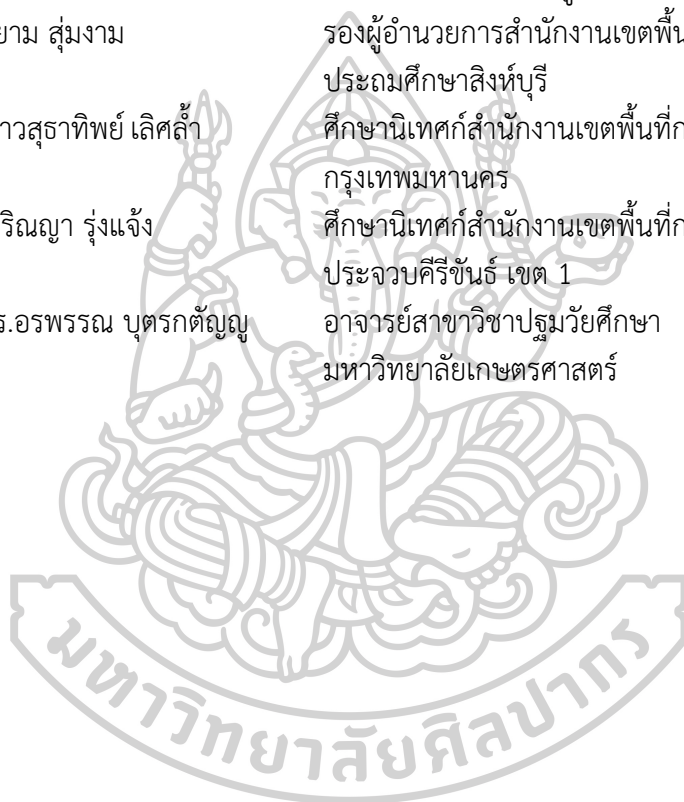 ยาม สุ่มงาม รองผู้อำนวยการสำนักงานเขตพื้น
ประถมศึกษาสิงห์บุรี
าวสุธาทิพย์ เลิศล้ำ ศึกษานิเทศก์สำนักงานเขตพื้นที่ก
กรุงเทพมหานคร
ริณญา รุ่งแจ้ง ศึกษานิเทศก์สำนักงานเขตพื้นที่ก
ประจวบคีรีขันธ์ เขต 1
ร.อรพรรณ บุตรกตัญญู อาจารย์สาขาวิชาปฐมวัยศึกษา
มหาวิทยาลัยเกษตรศาสตร์
มหาวิทยาลัยศิลปากร